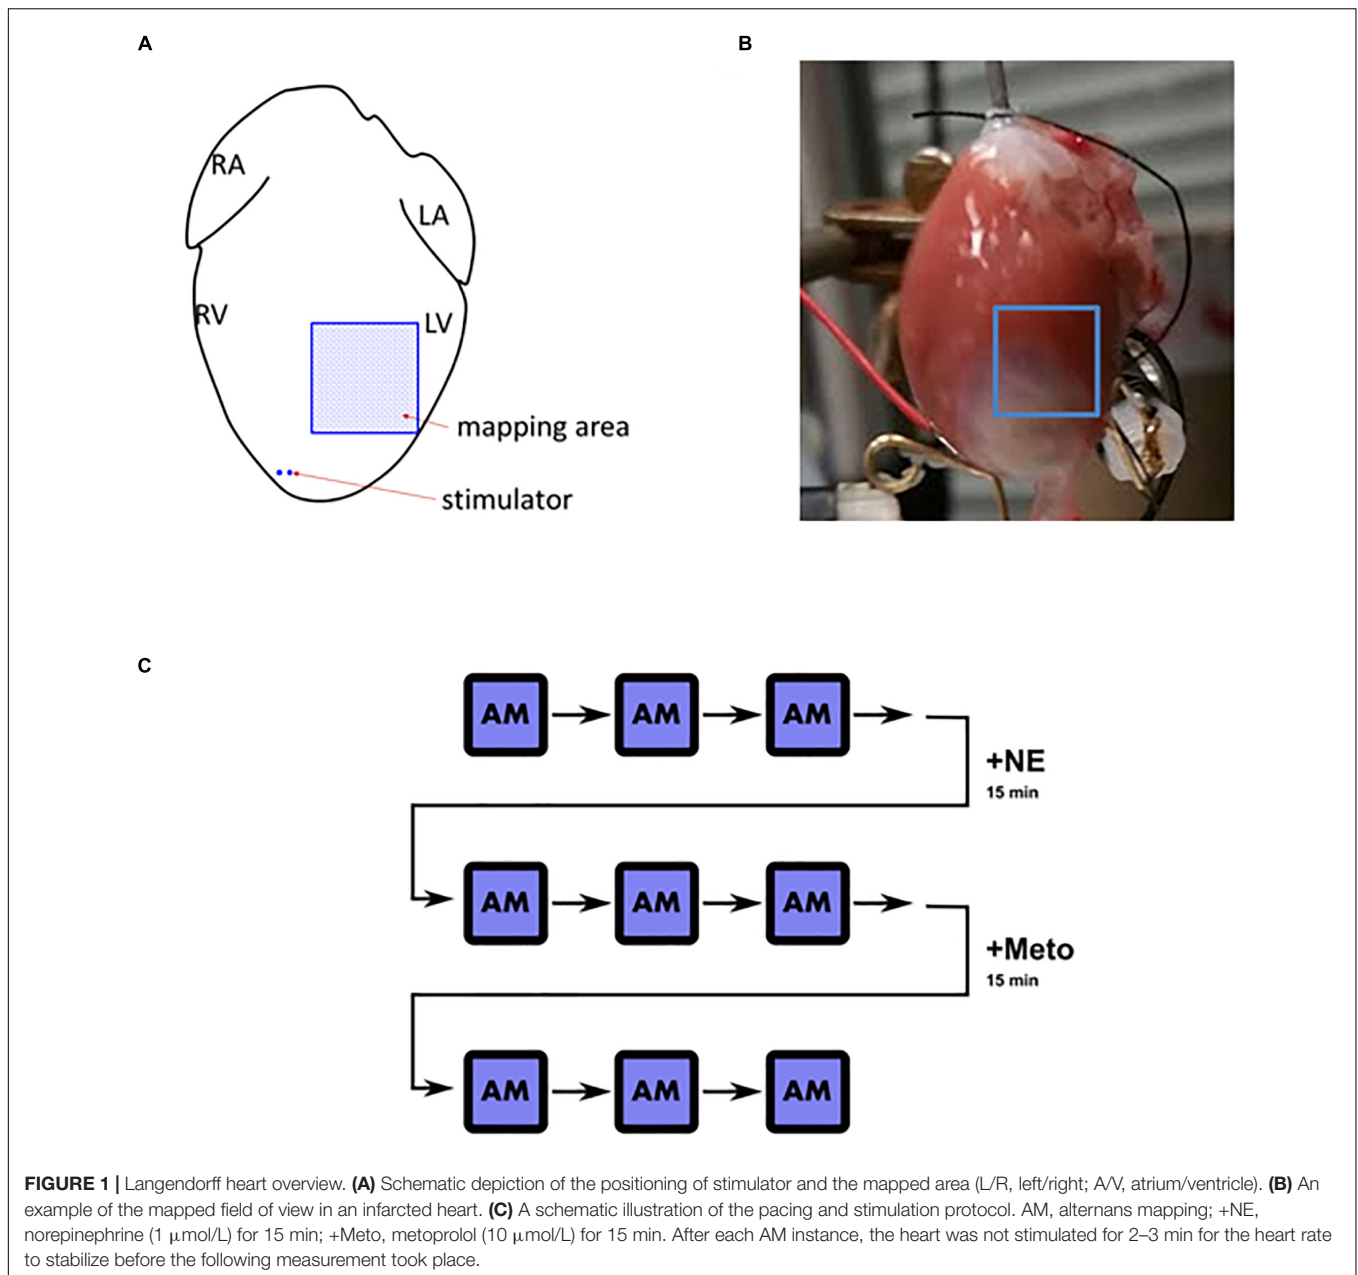 A
B
RA
LA
RV
LV
mapping area
stimulator
C
AM AM AM
+NE
15 min
AM AM AM
+Meto
15 min
AM AM AM
FIGURE 1 | Langendorff heart overview. (A) Schematic depiction of the positioning of stimulator and the mapped area (L/R, left/right; A/V, atrium/ventricle). (B) An
example of the mapped field of view in an infarcted heart. (C) A schematic illustration of the pacing and stimulation protocol. AM, alternans mapping; +NE,
norepinephrine (1 μmol/L) for 15 min; +Meto, metoprolol (10 μmol/L) for 15 min. After each AM instance, the heart was not stimulated for 2–3 min for the heart rate
to stabilize before the following measurement took place.